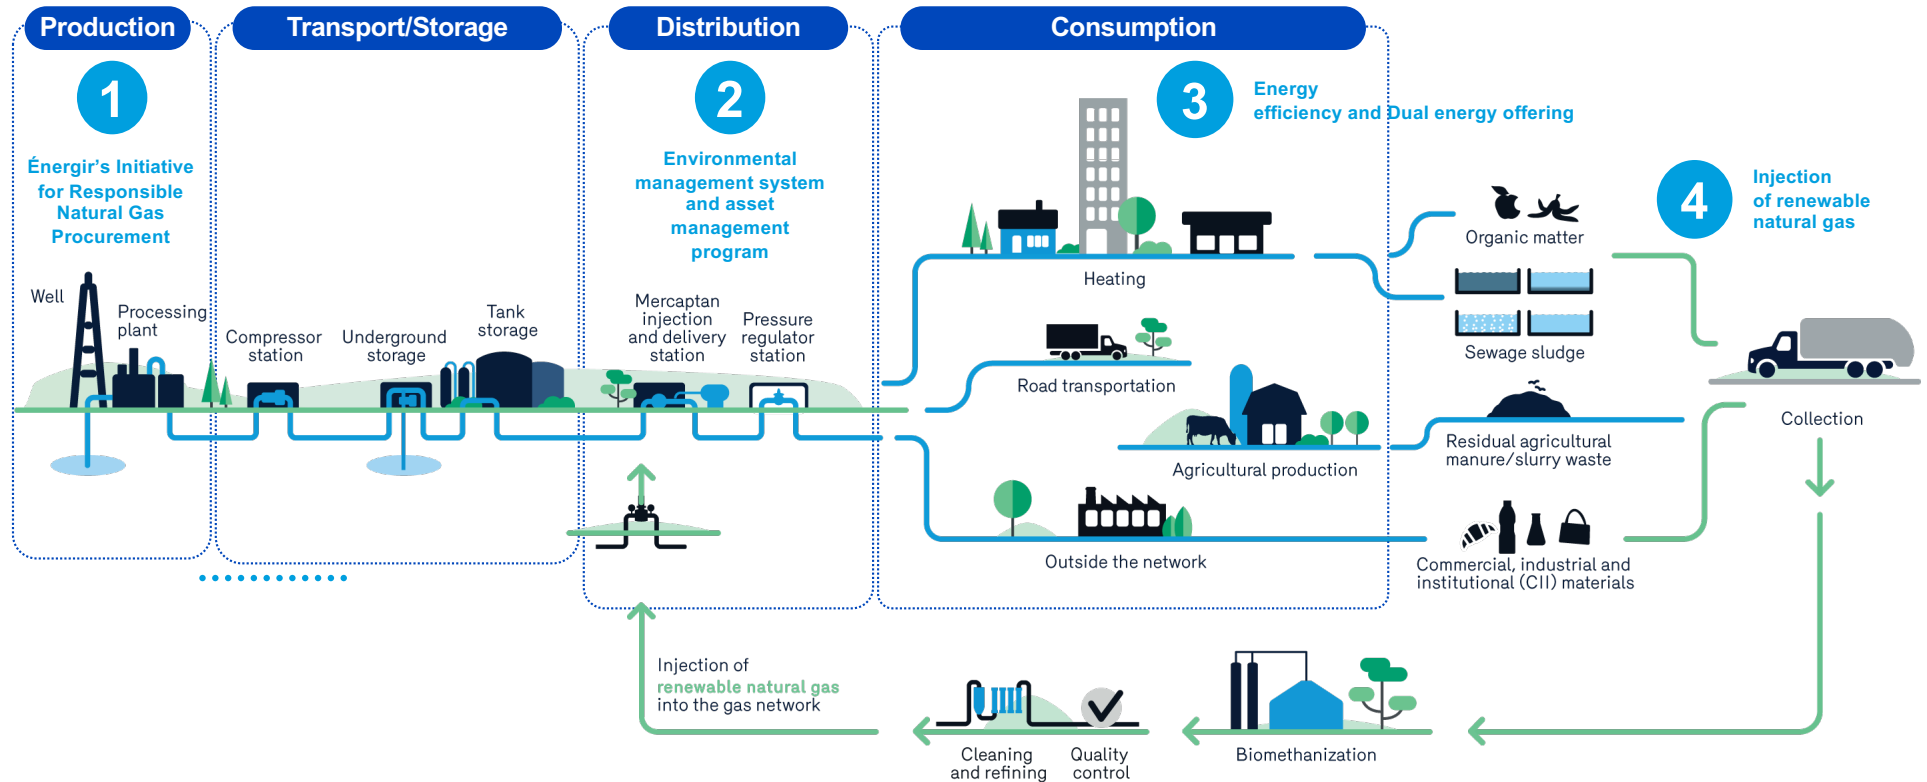 Production
Transport/Storage
Distribution
Consumption
1
Énergir's Initiative
for Responsible
Natural Gas
Procurement
2
Environmental
management system
and asset
management
program
3
Energy
efficiency and Dual energy offering
4
Injection
of renewable
natural gas
Well
Processing
plant
Compressor
station
Underground
storage
Tank
storage
Mercaptan
injection
and delivery
station
Pressure
regulator
station
Heating
Road transportation
Agricultural production
Outside the network
Organic matter
Sewage sludge
Residual agricultural
manure/slurry waste
Commercial, industrial and
institutional (CII) materials
Collection
Injection of
renewable natural gas
into the gas network
Cleaning
and refining
Quality
control
Biomethanization